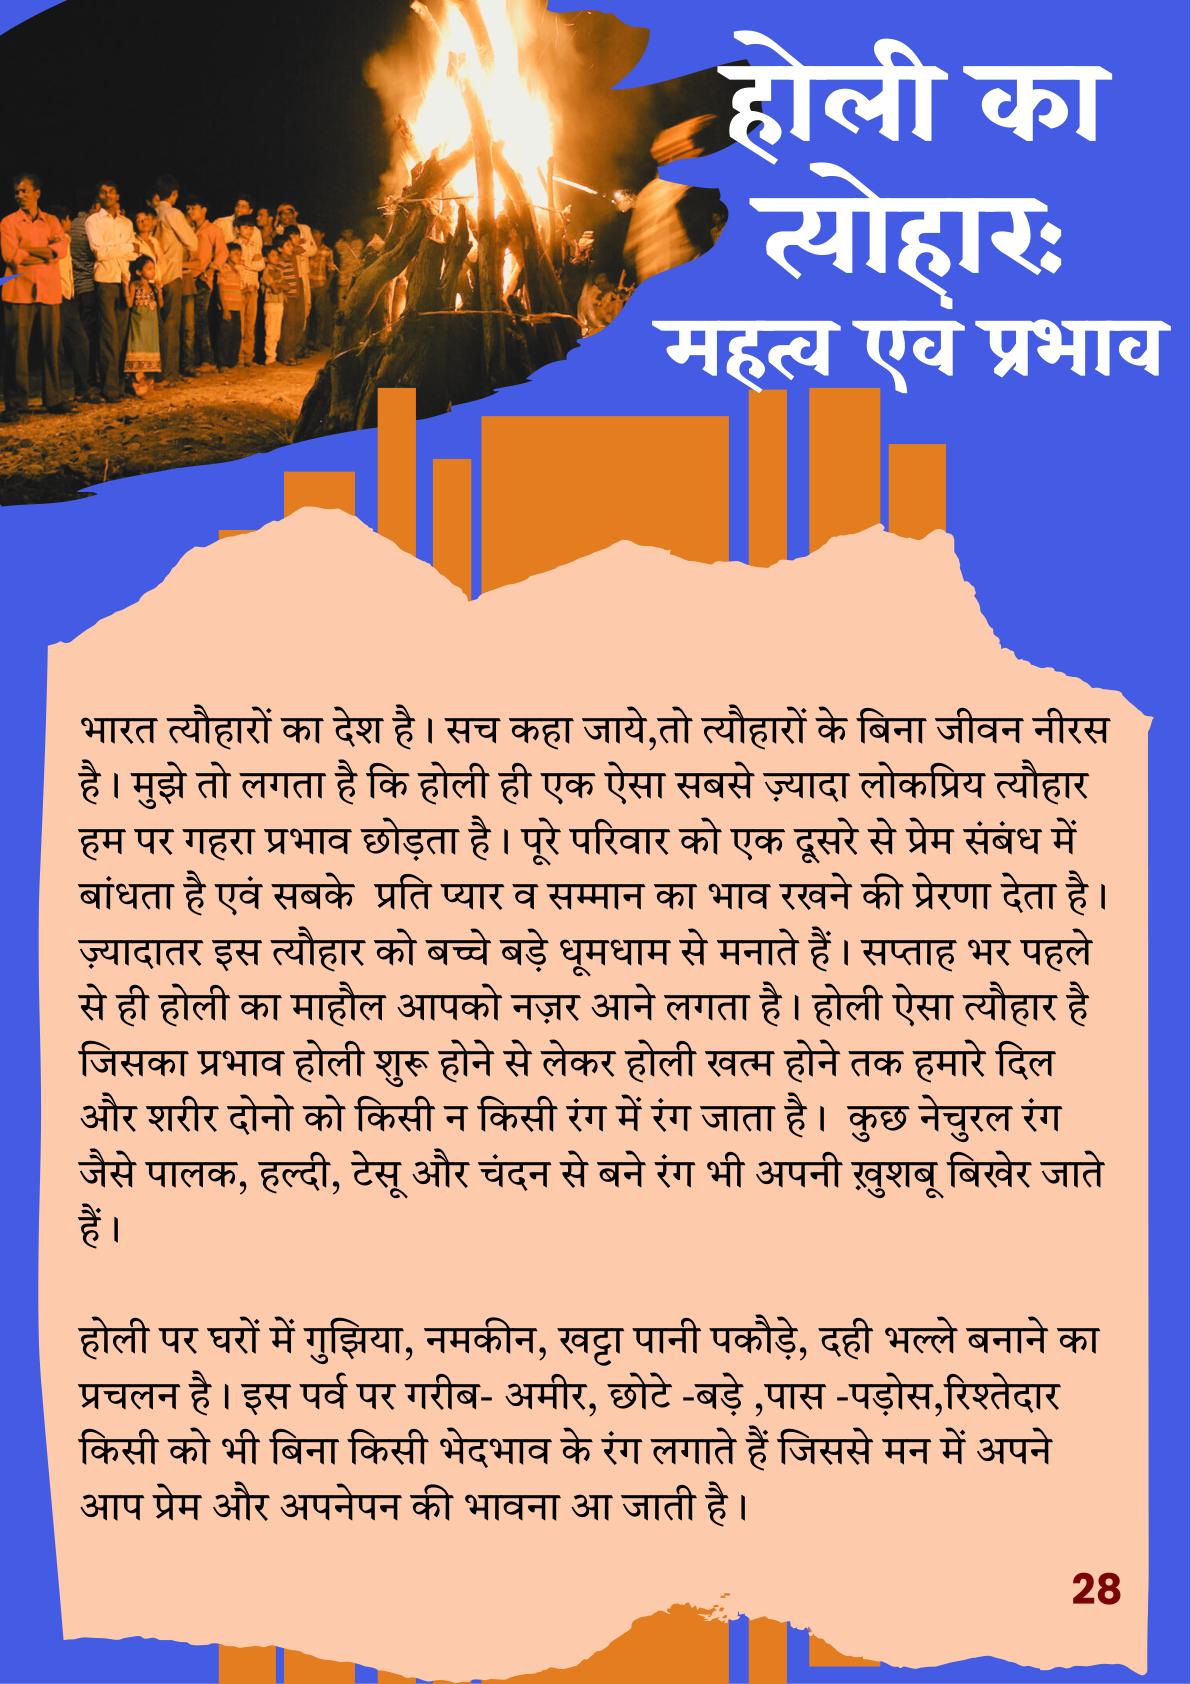 होली का
त्योहारः
महत्व एवं प्रभाव
भारत त्यौहारों का देश है। सच कहा जाये,तो त्यौहारों के बिना जीवन नीरस
है। मुझे तो लगता है कि होली ही एक ऐसा सबसे ज़्यादा लोकप्रिय त्यौहार
हम पर गहरा प्रभाव छोड़ता है। पूरे परिवार को एक दूसरे से प्रेम संबंध में
बांधता है एवं सबके  प्रति प्यार व सम्मान का भाव रखने की प्रेरणा देता है।
ज़्यादातर इस त्यौहार को बच्चे बड़े धूमधाम से मनाते हैं। सप्ताह भर पहले
से ही होली का माहौल आपको नज़र आने लगता है। होली ऐसा त्यौहार है
जिसका प्रभाव होली शुरू होने से लेकर होली खत्म होने तक हमारे दिल
और शरीर दोनो को किसी न किसी रंग में रंग जाता है।  कुछ नेचुरल रंग
जैसे पालक, हल्दी, टेसू और चंदन से बने रंग भी अपनी ख़ुशबू बिखेर जाते
हैं।
होली पर घरों में गुझिया, नमकीन, खट्टा पानी पकौड़े, दही भल्ले बनाने का
प्रचलन है। इस पर्व पर गरीब- अमीर, छोटे -बड़े ,पास -पड़ोस,रिश्तेदार
किसी को भी बिना किसी भेदभाव के रंग लगाते हैं जिससे मन में अपने
आप प्रेम और अपनेपन की भावना आ जाती है।
28